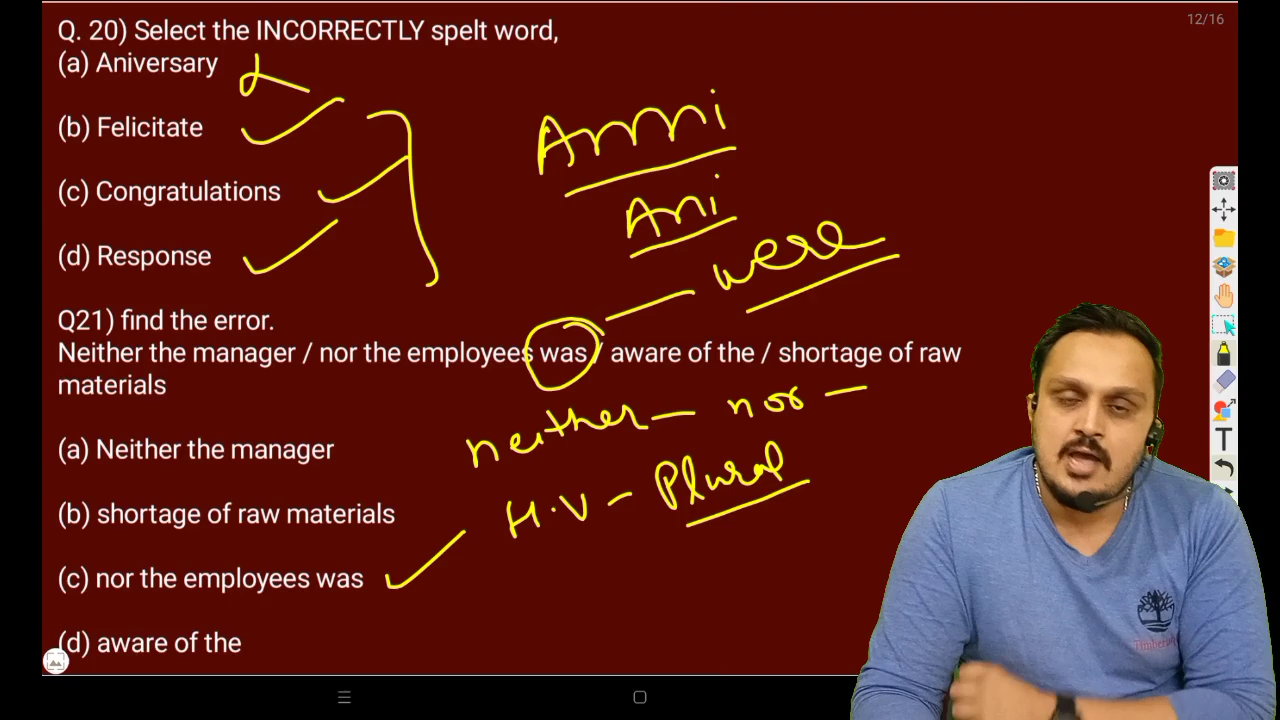 12/16
Q. 20) Select the INCORRECTLY spelt word,
(a) Aniversary
(b) Felicitate
(c) Congratulations
(d) Response
Anni
Ani
were
Q21) find the error.
Neither the manager / nor the employees was / aware of the / shortage of raw
materials
neither — nor —
(a) Neither the manager
H.V - Plural
(b) shortage of raw materials
(c) nor the employees was
(d) aware of the
Timberland
T